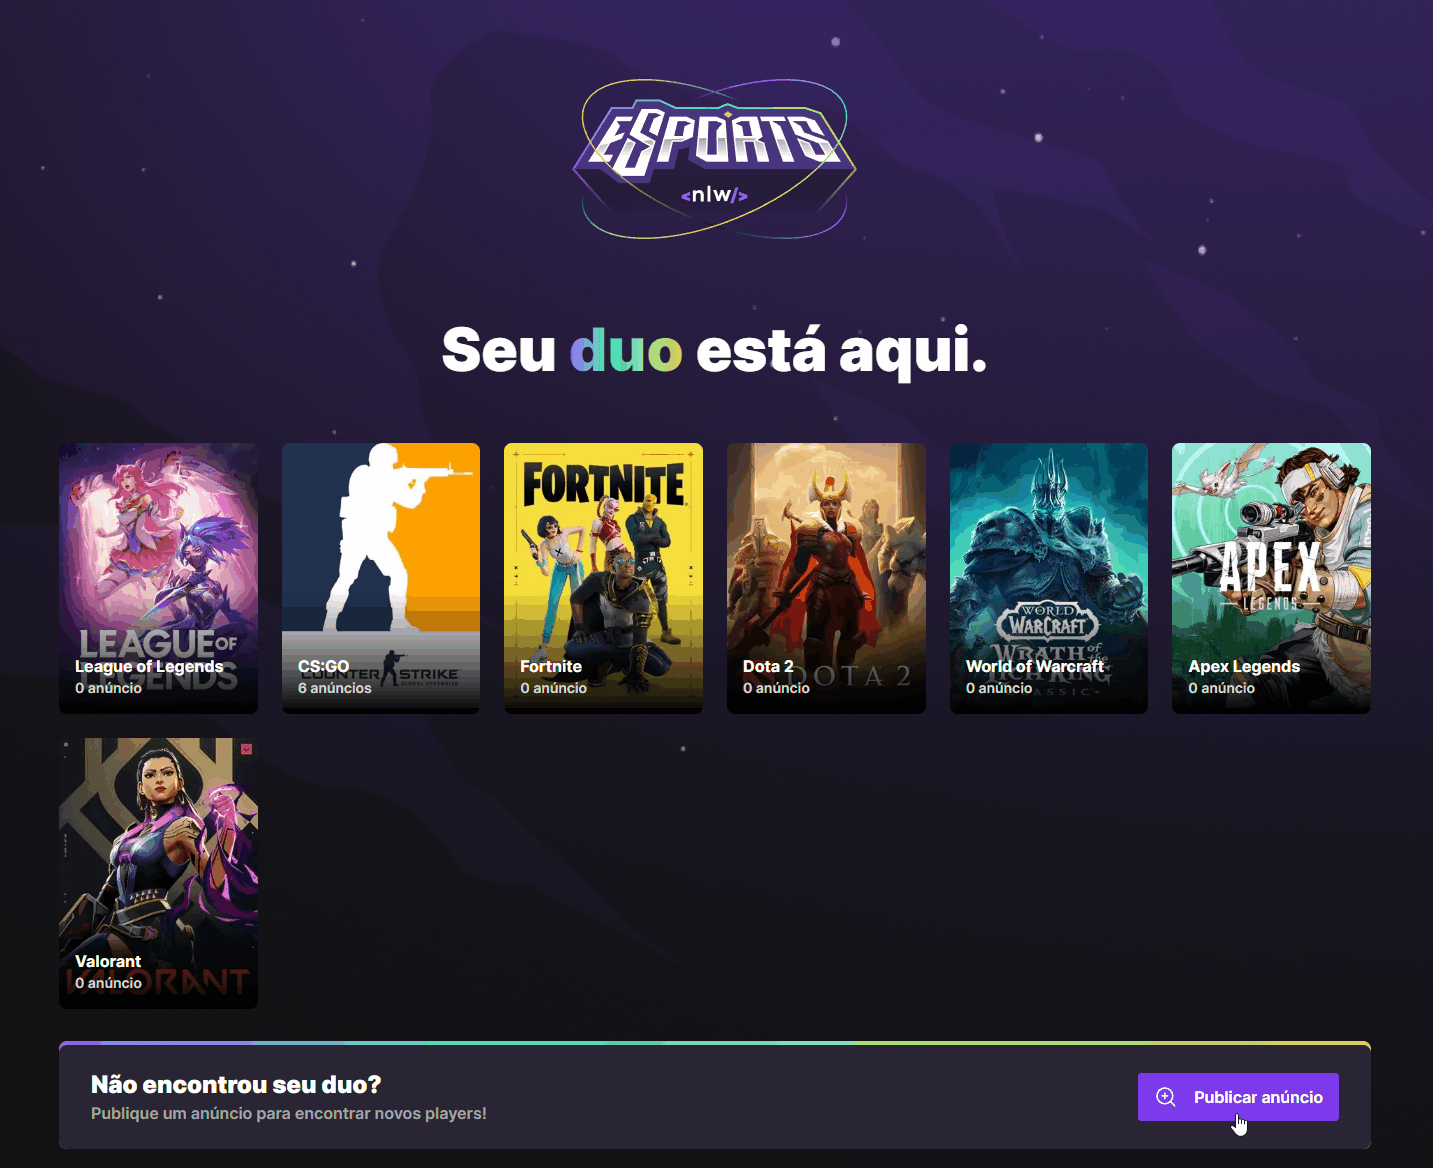 ESPORTS
<nlw/>
Seu duo está aqui.
LEAGUE OF
LEGENDS
League of Legends
0 anúncio
COUNTER STRIKE
GLOBAL OFFENSIVE
CS:GO
6 anúncios
FORTNITE
Fortnite
0 anúncio
DOTA 2
Dota 2
0 anúncio
WORLD
WARCRAFT
WRATH of the
LICH KING
CLASSIC
World of Warcraft
0 anúncio
APEX
LEGENDS
Apex Legends
0 anúncio
VALORANT
Valorant
0 anúncio
Não encontrou seu duo?
Publique um anúncio para encontrar novos players!
Publicar anúncio